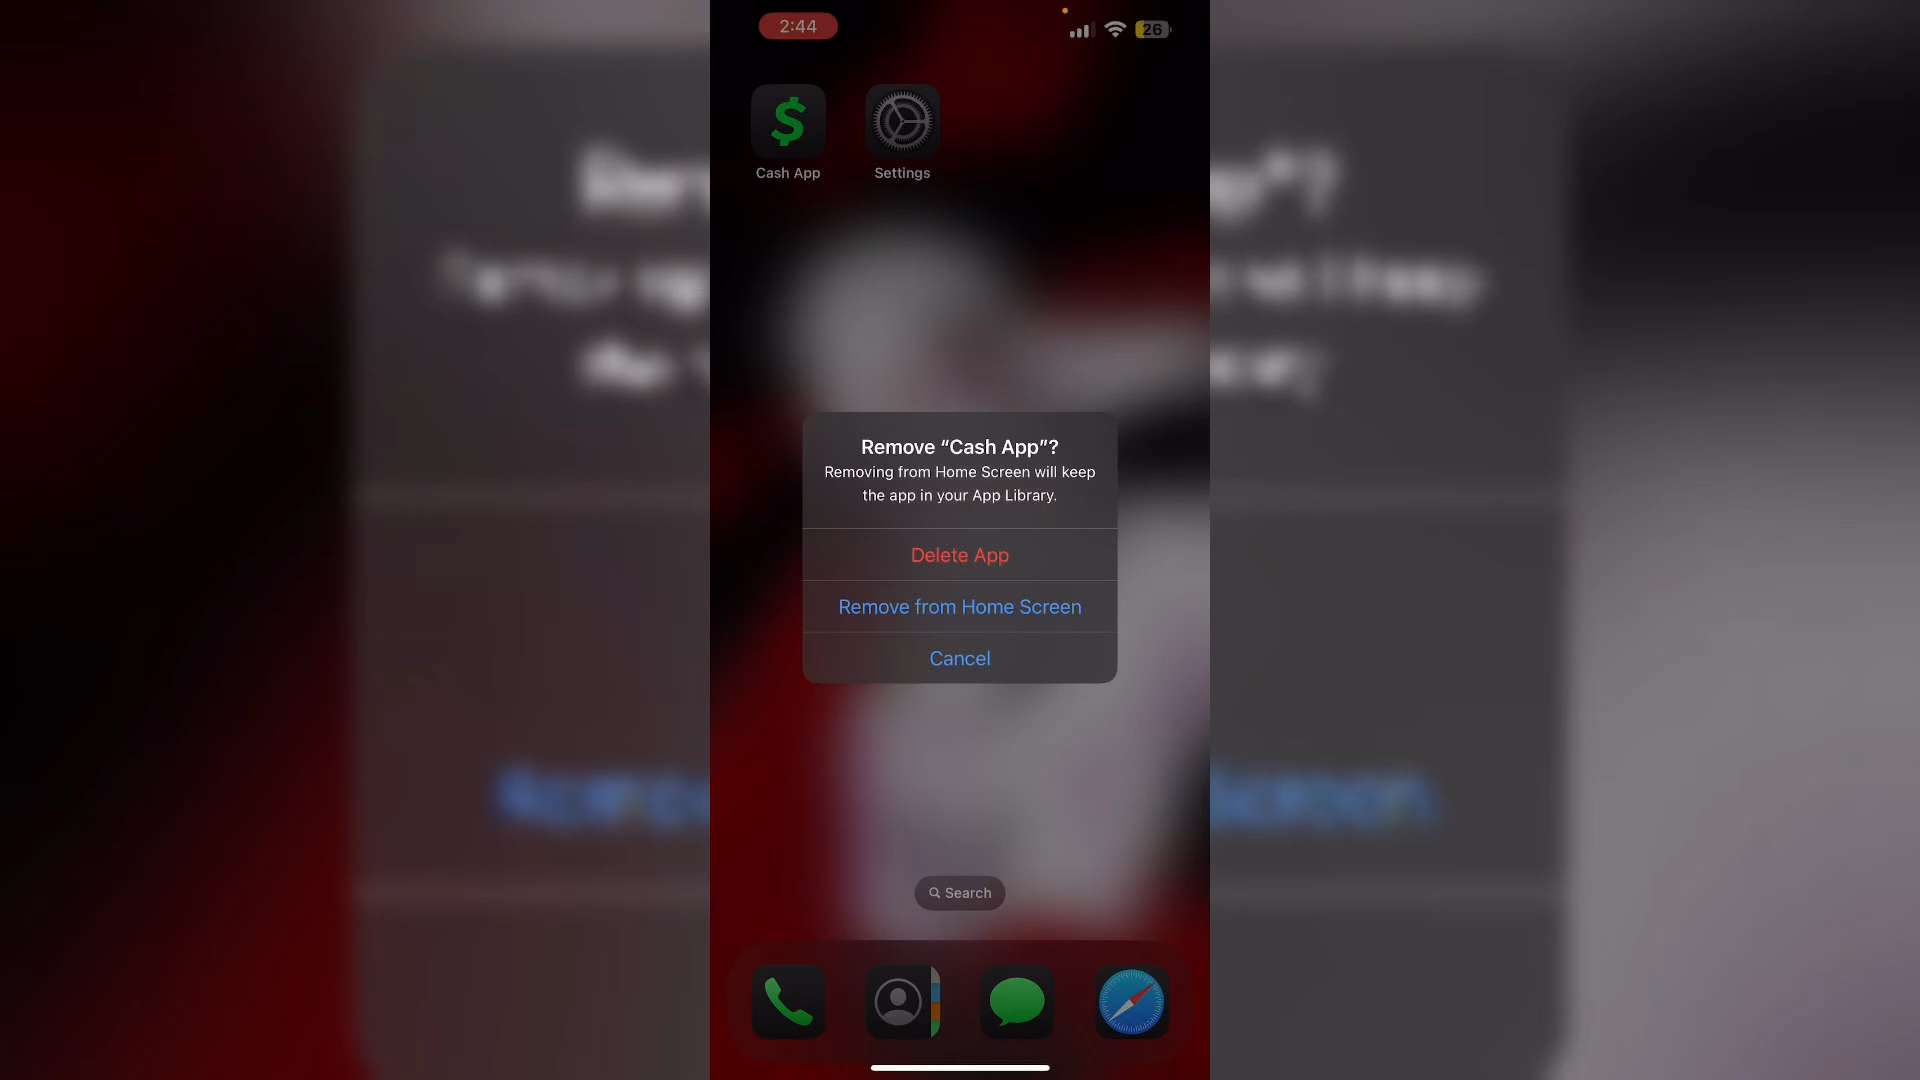 2:44
26
Cash App
Settings
Remove “Cash App”?
Removing from Home Screen will keep
the app in your App Library.
Delete App
Remove from Home Screen
Cancel
Search